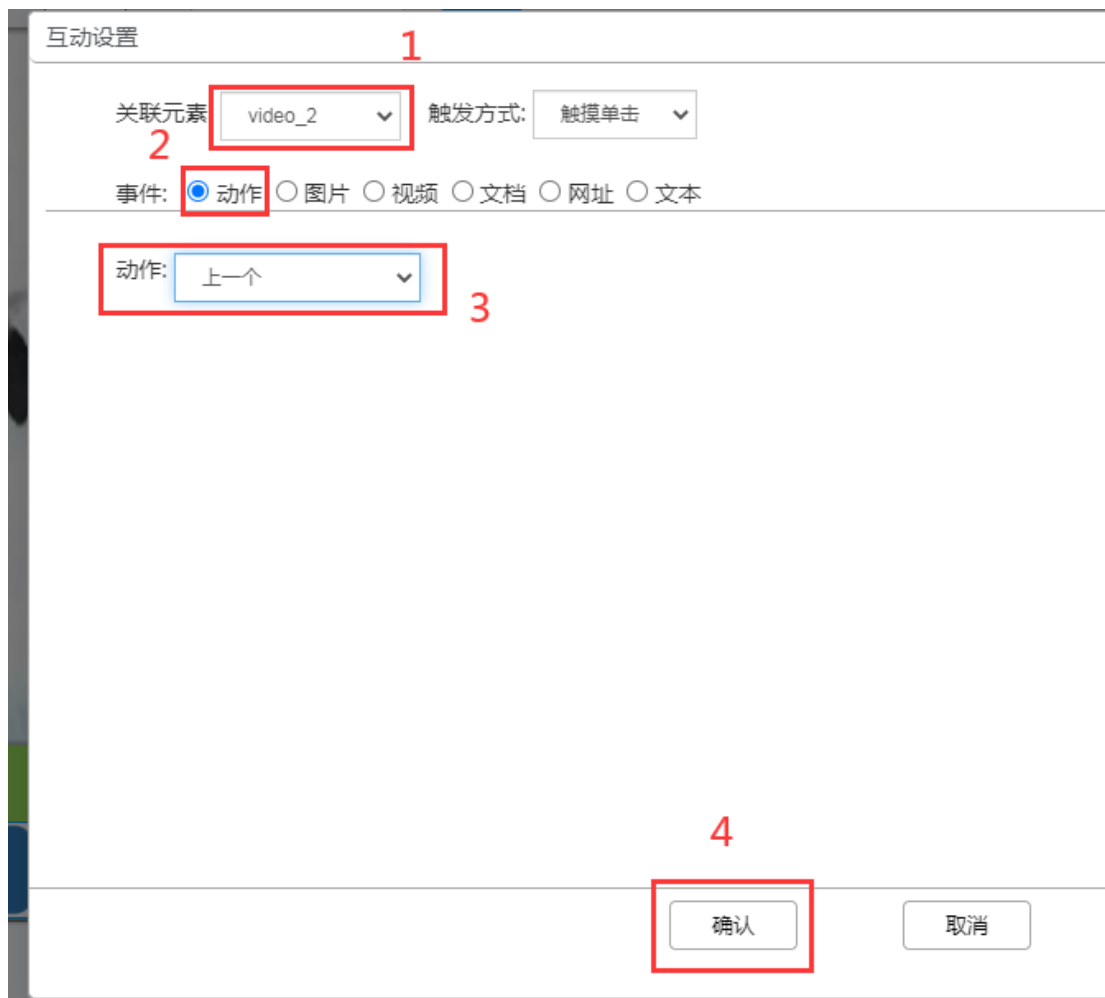 互动设置
1
关联元素 video_2 触发方式: 触摸单击
2
事件: 动作 图片 视频 文档 网址 文本
动作: 上一个
3
4
确认 取消